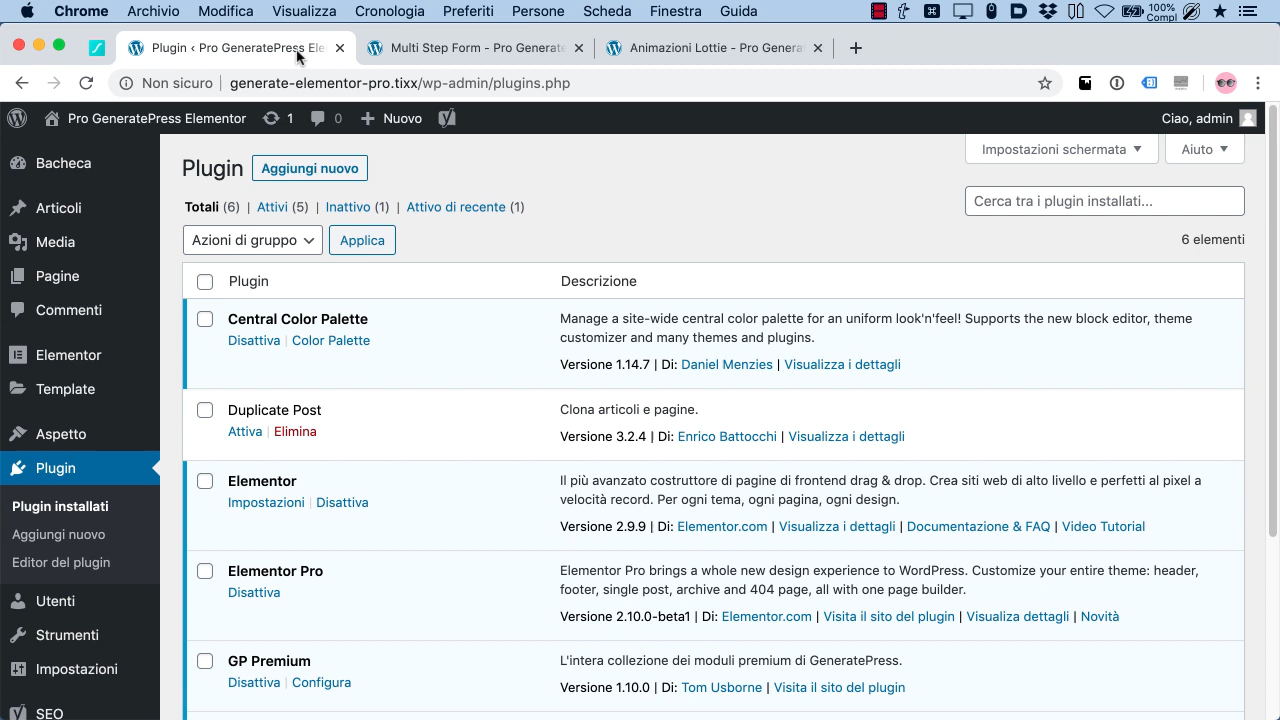 Chrome Archivio Modifica Visualizza Cronologia Preferiti Persone Scheda Finestra Guida 100% Compl
Plugin ‹ Pro GeneratePress Ele Multi Step Form - Pro Generate Animazioni Lottie - Pro Genera
Non sicuro generate-elementor-pro.tixx/wp-admin/plugins.php
Pro GeneratePress Elementor 1 0 Nuovo Ciao, admin
Bacheca
Articoli
Media
Pagine
Commenti
Elementor
Template
Aspetto
Plugin
Plugin installati
Aggiungi nuovo
Editor del plugin
Utenti
Strumenti
Impostazioni
SEO
Impostazioni schermata ▼ Aiuto ▼
Plugin Aggiungi nuovo
Totali (6) | Attivi (5) | Inattivo (1) | Attivo di recente (1)
Cerca tra i plugin installati...
Azioni di gruppo Applica
6 elementi
Plugin Descrizione
Central Color Palette
Disattiva | Color Palette
Manage a site-wide central color palette for an uniform look'n'feel! Supports the new block editor, theme
customizer and many themes and plugins.
Versione 1.14.7 | Di: Daniel Menzies | Visualizza i dettagli
Duplicate Post
Attiva | Elimina
Clona articoli e pagine.
Versione 3.2.4 | Di: Enrico Battocchi | Visualizza i dettagli
Elementor
Impostazioni | Disattiva
Il più avanzato costruttore di pagine di frontend drag & drop. Crea siti web di alto livello e perfetti al pixel a
velocità record. Per ogni tema, ogni pagina, ogni design.
Versione 2.9.9 | Di: Elementor.com | Visualizza i dettagli | Documentazione & FAQ | Video Tutorial
Elementor Pro
Disattiva
Elementor Pro brings a whole new design experience to WordPress. Customize your entire theme: header,
footer, single post, archive and 404 page, all with one page builder.
Versione 2.10.0-beta1 | Di: Elementor.com | Visita il sito del plugin | Visualiza dettagli | Novità
GP Premium
Disattiva | Configura
L'intera collezione dei moduli premium di GeneratePress.
Versione 1.10.0 | Di: Tom Usborne | Visita il sito del plugin